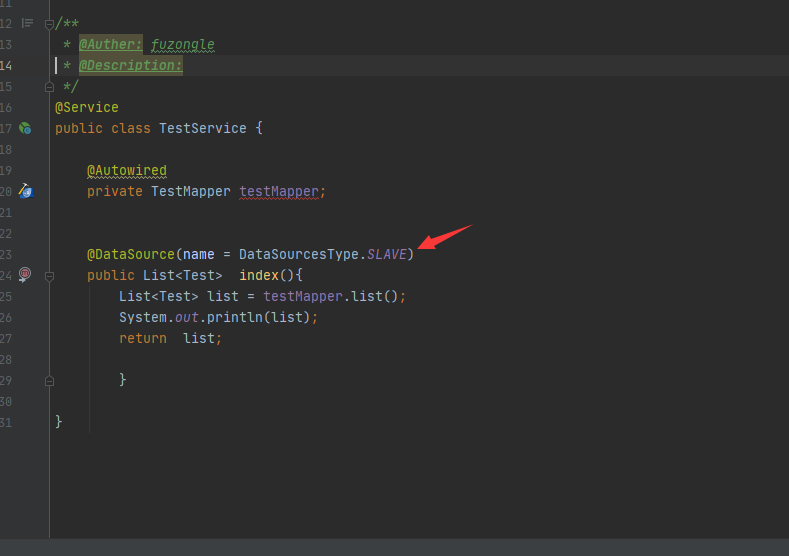 11
12 /**
13 * @Auther: fuzongle
14 * @Description:
15 */
16 @Service
17 public class TestService {
18
19 @Autowired
20 private TestMapper testMapper;
21
22
23 @DataSource(name = DataSourcesType.SLAVE)
24 public List<Test>  index(){
25 List<Test> list = testMapper.list();
26 System.out.println(list);
27 return  list;
28
29 }
30
31 }